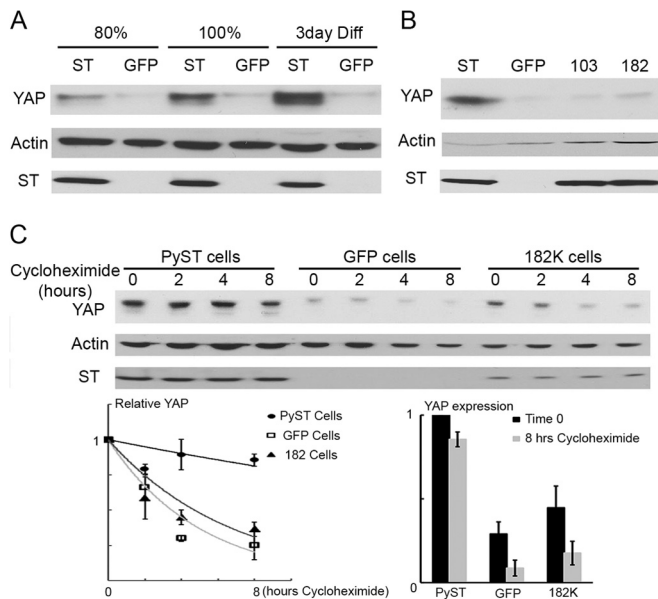 A
80% 100% 3day Diff
ST GFP ST GFP ST GFP
YAP
Actin
ST
B
ST GFP 103 182
YAP
Actin
ST
C
PyST cells GFP cells 182K cells
Cycloheximide
(hours)
0 2 4 8 0 2 4 8 0 2 4 8
YAP
Actin
ST
Relative YAP
PyST Cells
GFP Cells
182 Cells
1
0 8 (hours Cycloheximide)
YAP expression
Time 0
8 hrs Cycloheximide
1
0
PyST GFP 182K